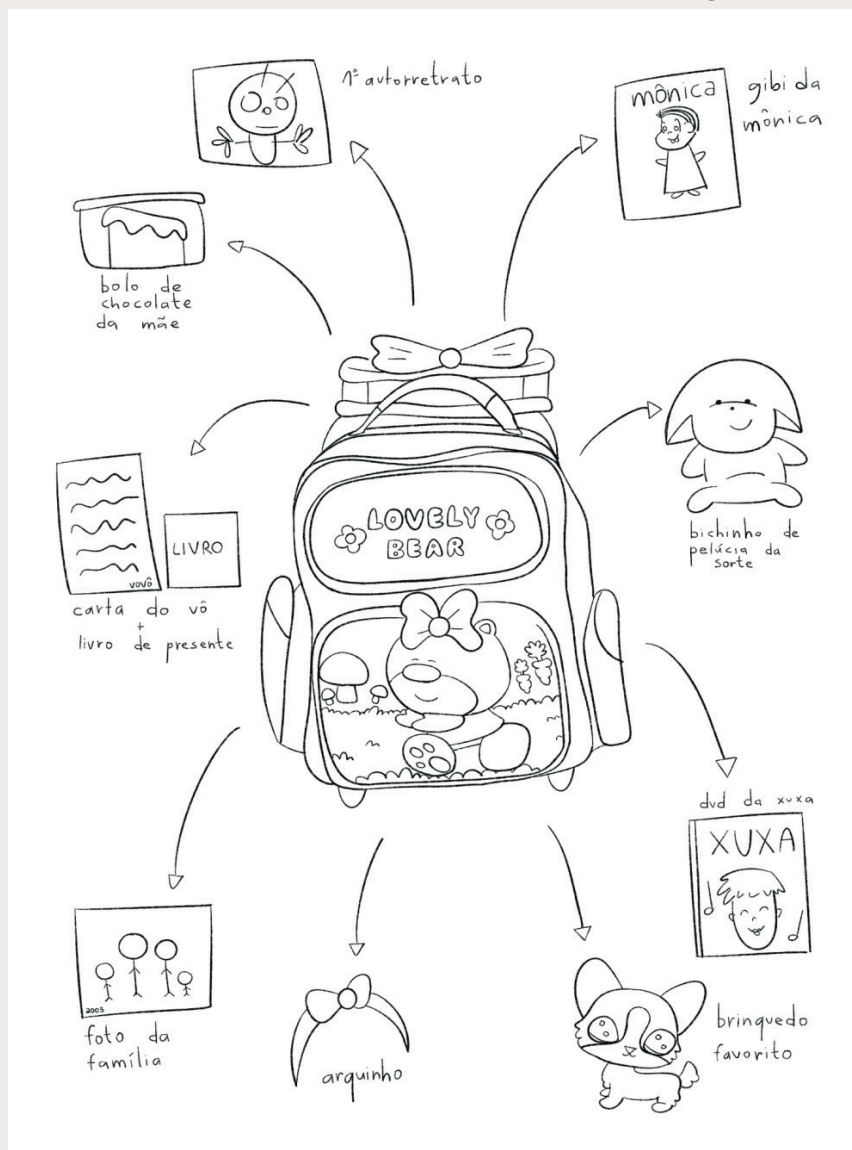 1º autorretrato
mônica
gibi da
mônica
bolo de
chocolate
da mãe
LOVELY
BEAR
vovô
LIVRO
carta do vô
+
livro de presente
bichinho de
pelúcia da
sorte
dvd da xuxa
XUXA
2005
foto da
família
arquinho
brinquedo
favorito